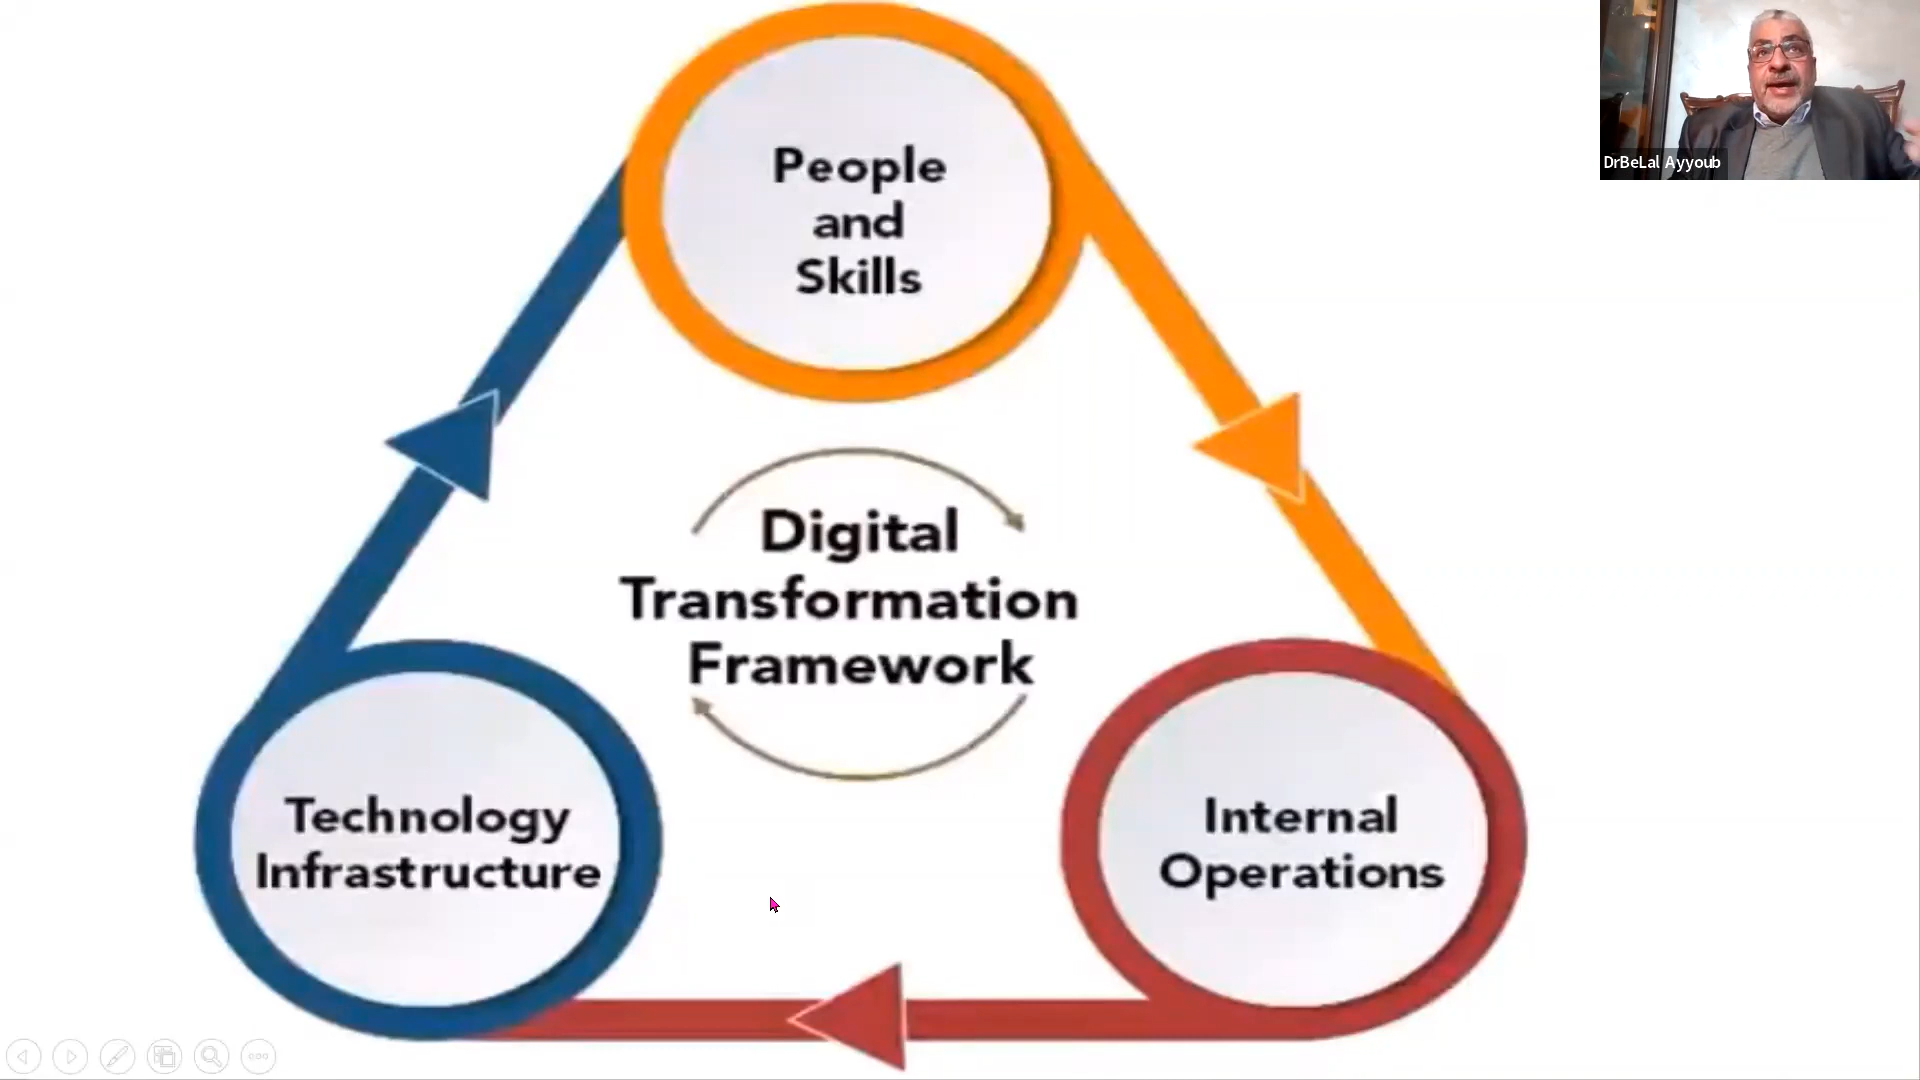 People
and
Skills
DrBeLal Ayyoub
Digital
Transformation
Framework
Technology
Infrastructure
Internal
Operations